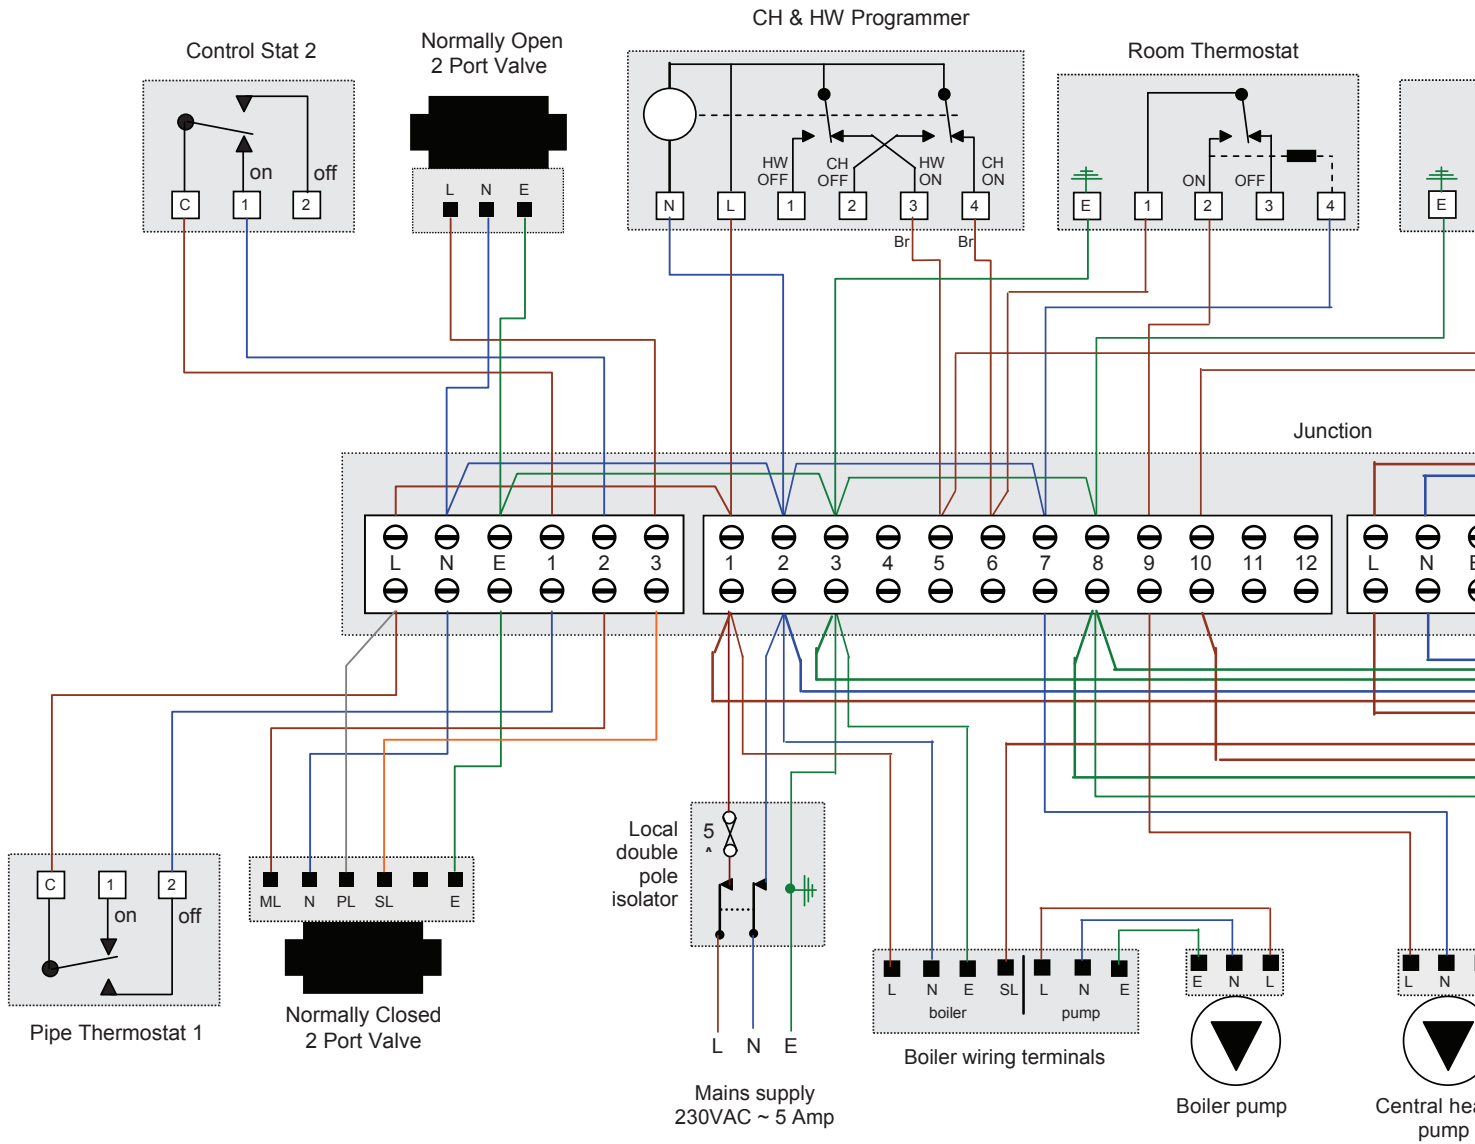 CH & HW Programmer
Control Stat 2
Normally Open
2 Port Valve
Room Thermostat
on
off
C
1
2
L N E
HW
OFF
CH
OFF
HW
ON
CH
ON
N
L
1
2
3
4
Br
Br
ON
OFF
E
1
2
3
4
E
Junction
L N E 1 2 3
1 2 3 4 5 6 7 8 9 10 11 12
L N E
C
1
2
on
off
Pipe Thermostat 1
ML N PL SL E
Normally Closed
2 Port Valve
Local
double
pole
isolator
5
A
L N E
Mains supply
230VAC ~ 5 Amp
L N E SL L N E
boiler
pump
Boiler wiring terminals
E N L
Boiler pump
L N
Central hea
pump